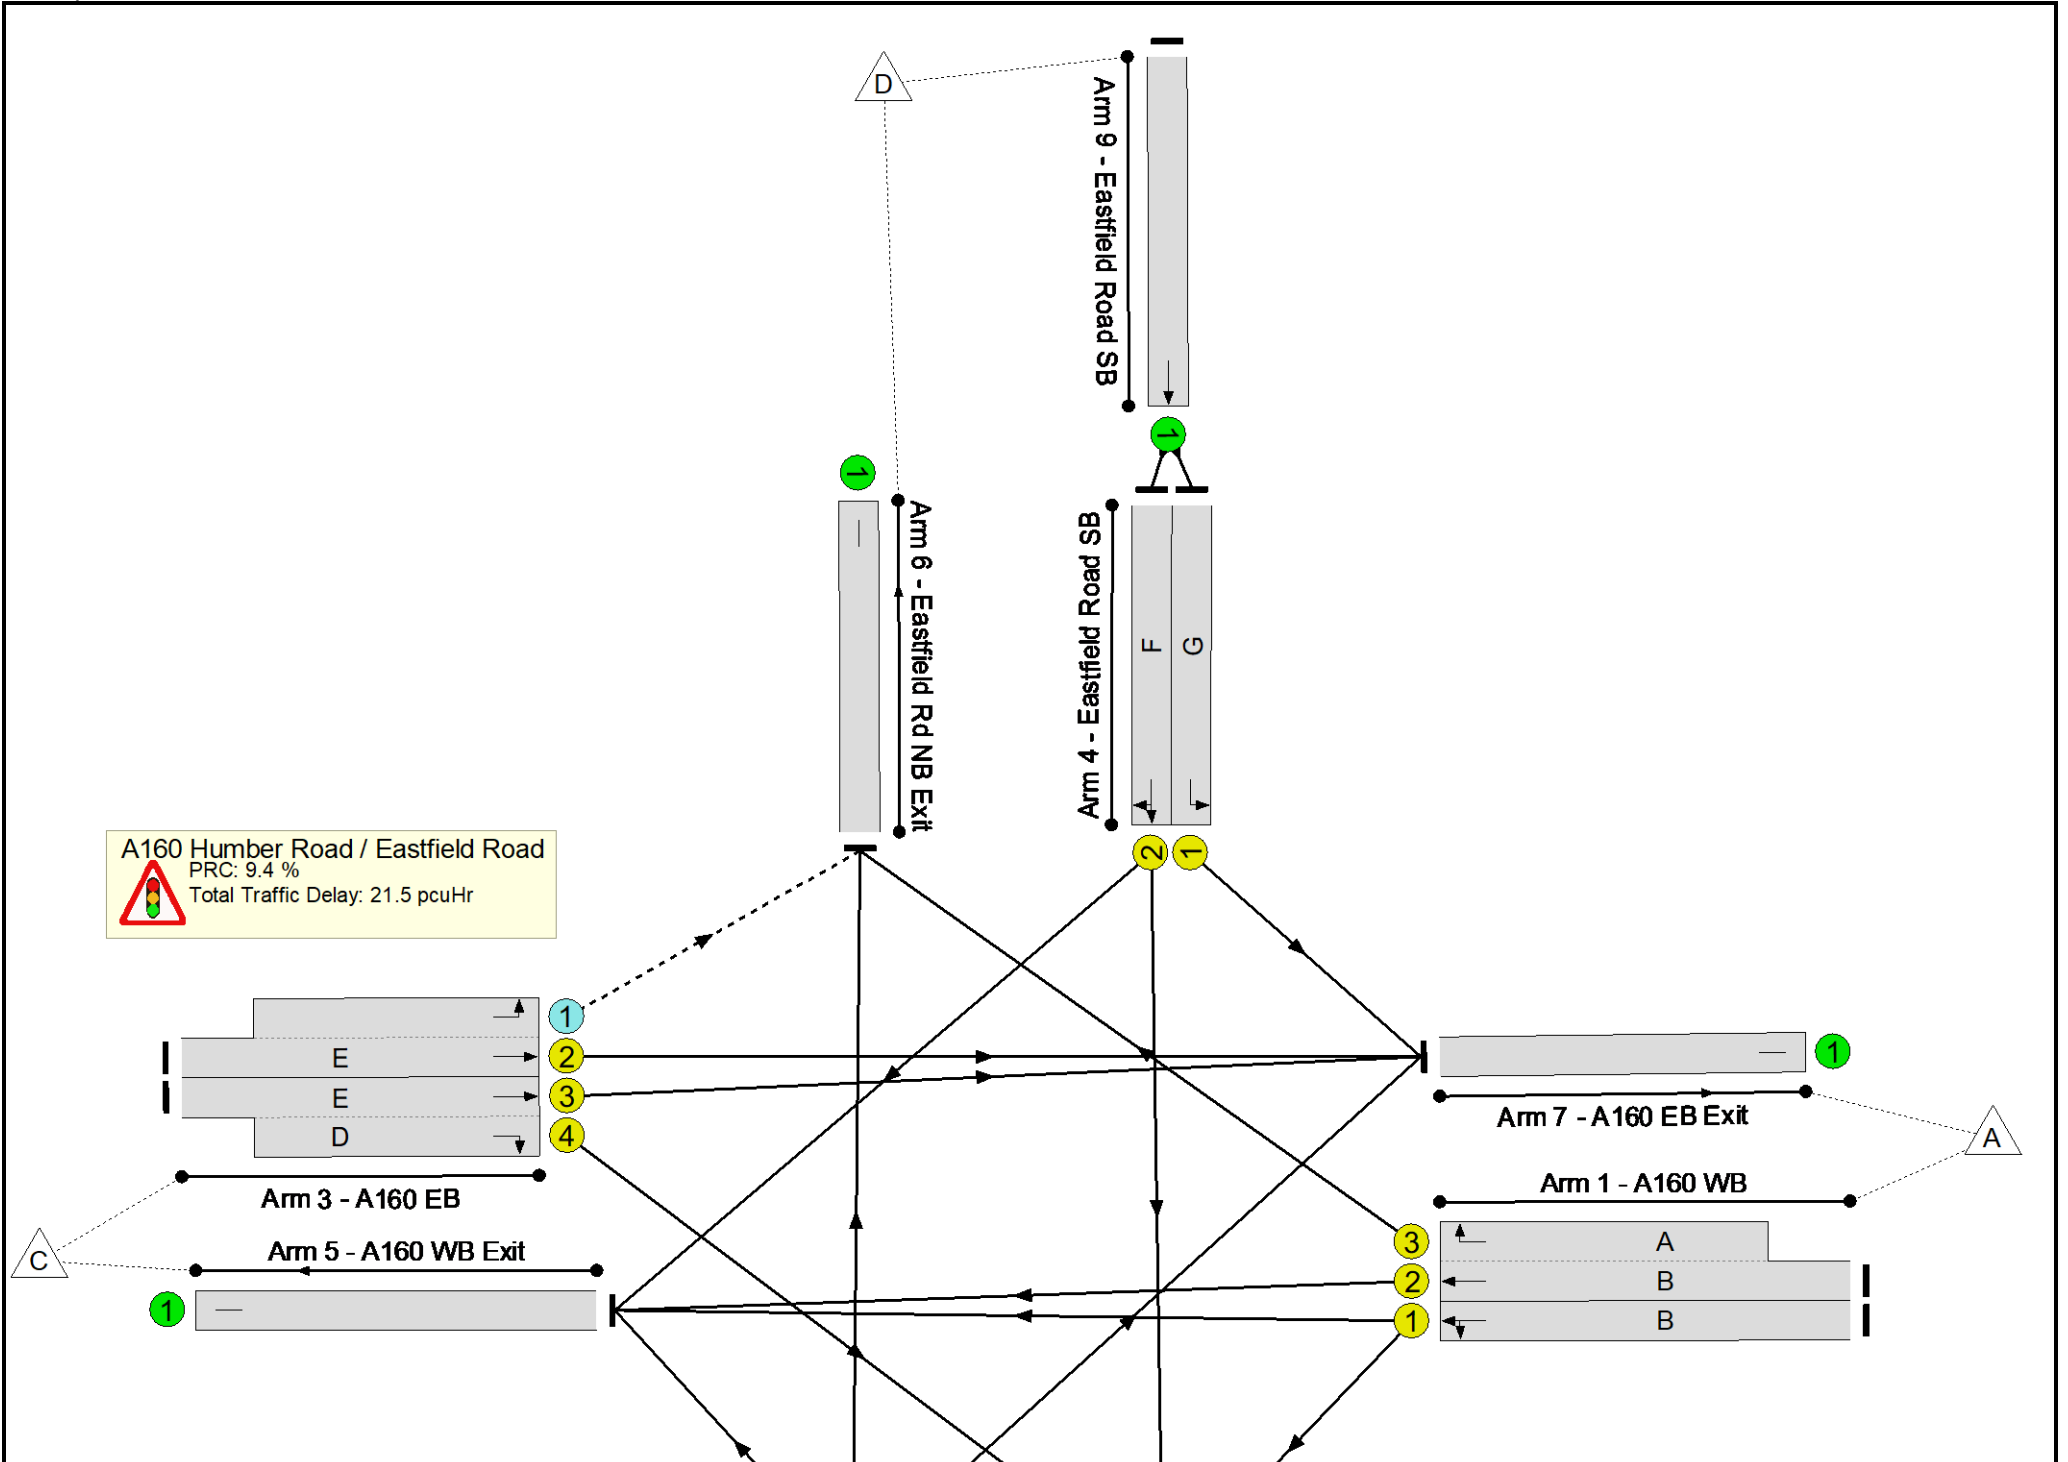 D
Arm 9 - Eastfield Road SB
1
1
Arm 6 - Eastfield Rd NB Exit
Arm 4 - Eastfield Road SB
F
G
2
1
A160 Humber Road / Eastfield Road
PRC: 9.4 %
Total Traffic Delay: 21.5 pcuHr
1
E
2
E
3
D
4
Arm 3 - A160 EB
C
Arm 5 - A160 WB Exit
1
1
Arm 7 - A160 EB Exit
A
Arm 1 - A160 WB
3
A
2
B
1
B